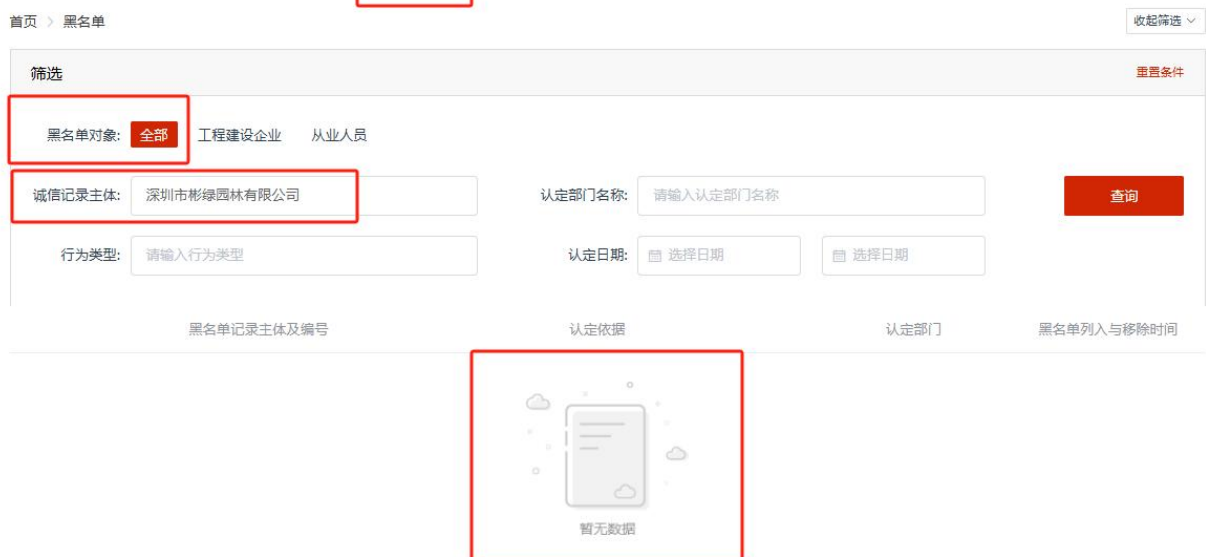 首页 > 黑名单 收起筛选
筛选 重置条件
黑名单对象: 全部 工程建设企业 从业人员
诚信记录主体: 深圳市彬绿园林有限公司 认定部门名称: 请输入认定部门名称 查询
行为类型: 请输入行为类型 认定日期: 选择日期 选择日期
黑名单记录主体及编号 认定依据 认定部门 黑名单列入与移除时间
暂无数据